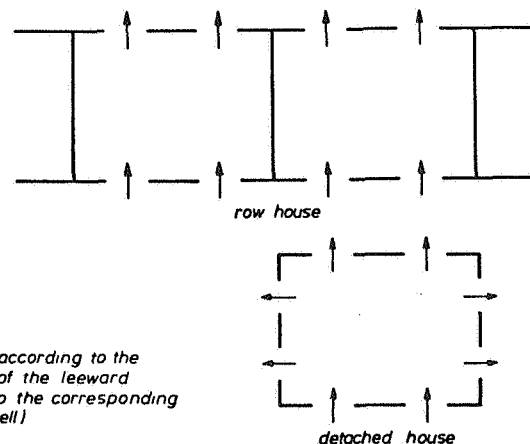 row house
according to the
of the leeward
the corresponding
detached house